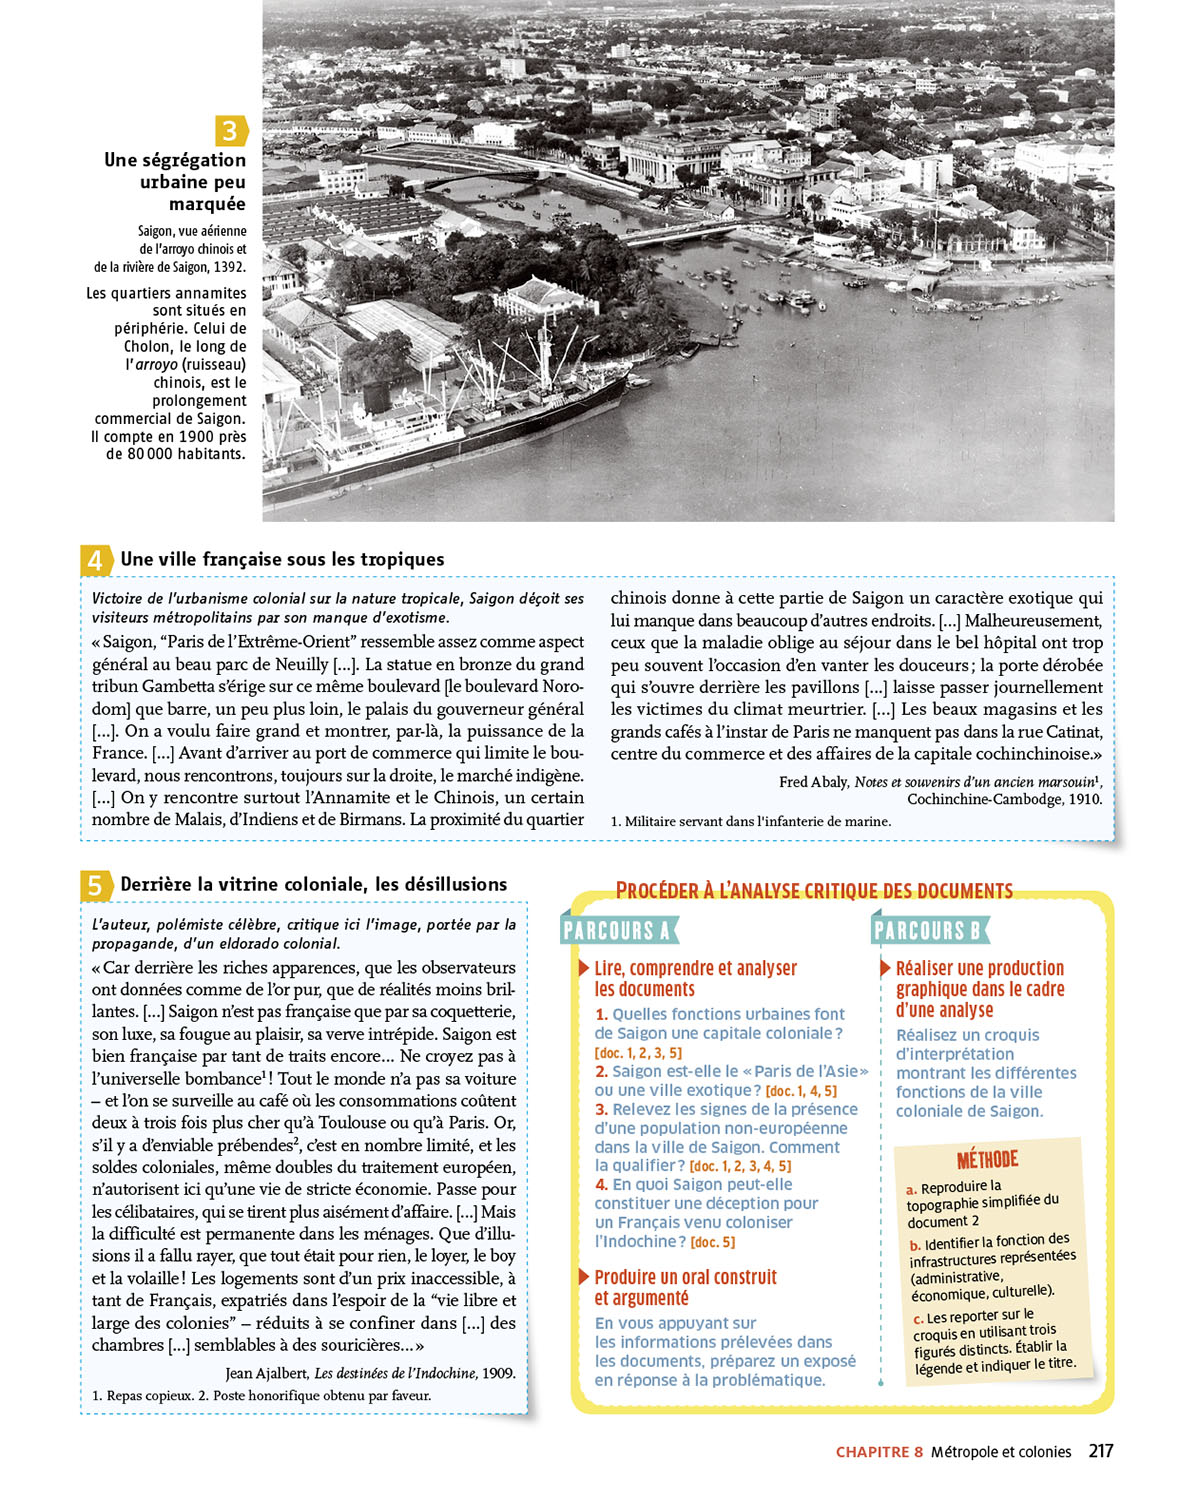 3
Une ségrégation
urbaine peu
marquée
Saigon, vue aérienne
de l'arroyo chinois et
de la rivière de Saigon, 1392.
Les quartiers annamites
sont situés en
périphérie. Celui de
Cholon, le long de
l'arroyo (ruisseau)
chinois, est le
prolongement
commercial de Saigon.
Il compte en 1900 près
de 80 000 habitants.
4 Une ville française sous les tropiques
Victoire de l'urbanisme colonial sur la nature tropicale, Saigon déçoit ses
visiteurs métropolitains par son manque d'exotisme.
« Saigon, “Paris de l'Extrême-Orient” ressemble assez comme aspect
général au beau parc de Neuilly [...]. La statue en bronze du grand
tribun Gambetta s'érige sur ce même boulevard [le boulevard Noro-
dom] que barre, un peu plus loin, le palais du gouverneur général
[...]. On a voulu faire grand et montrer, par-là, la puissance de la
France. [...] Avant d'arriver au port de commerce qui limite le bou-
levard, nous rencontrons, toujours sur la droite, le marché indigène.
[...] On y rencontre surtout l'Annamite et le Chinois, un certain
nombre de Malais, d'Indiens et de Birmans. La proximité du quartier
chinois donne à cette partie de Saigon un caractère exotique qui
lui manque dans beaucoup d'autres endroits. [...] Malheureusement,
ceux que la maladie oblige au séjour dans le bel hôpital ont trop
peu souvent l'occasion d'en vanter les douceurs ; la porte dérobée
qui s'ouvre derrière les pavillons [...] laisse passer journellement
les victimes du climat meurtrier. [...] Les beaux magasins et les
grands cafés à l'instar de Paris ne manquent pas dans la rue Catinat,
centre du commerce et des affaires de la capitale cochinchinoise.»
Fred Abaly, Notes et souvenirs d'un ancien marsouin¹,
Cochinchine-Cambodge, 1910.
1. Militaire servant dans l'infanterie de marine.
5 Derrière la vitrine coloniale, les désillusions
L'auteur, polémiste célèbre, critique ici l'image, portée par la
propagande, d'un eldorado colonial.
« Car derrière les riches apparences, que les observateurs
ont données comme de l'or pur, que de réalités moins bril-
lantes. [...] Saigon n'est pas française que par sa coquetterie,
son luxe, sa fougue au plaisir, sa verve intrépide. Saigon est
bien française par tant de traits encore... Ne croyez pas à
l'universelle bombance¹ ! Tout le monde n'a pas sa voiture
– et l'on se surveille au café où les consommations coûtent
deux à trois fois plus cher qu'à Toulouse ou qu'à Paris. Or,
s'il y a d'enviable prébendes², c'est en nombre limité, et les
soldes coloniales, même doubles du traitement européen,
n'autorisent ici qu'une vie de stricte économie. Passe pour
les célibataires, qui se tirent plus aisément d'affaire. [...] Mais
la difficulté est permanente dans les ménages. Que d'illu-
sions il a fallu rayer, que tout était pour rien, le loyer, le boy
et la volaille ! Les logements sont d'un prix inaccessible, à
tant de Français, expatriés dans l'espoir de la “vie libre et
large des colonies” – réduits à se confiner dans [...] des
chambres [...] semblables à des souricières...»
Jean Ajalbert, Les destinées de l'Indochine, 1909.
1. Repas copieux. 2. Poste honorifique obtenu par faveur.
PROCÉDER À L'ANALYSE CRITIQUE DES DOCUMENTS
PARCOURS A
Lire, comprendre et analyser
les documents
1. Quelles fonctions urbaines font
de Saigon une capitale coloniale ?
[doc. 1, 2, 3, 5]
2. Saigon est-elle le « Paris de l'Asie »
ou une ville exotique ? [doc. 1, 4, 5]
3. Relevez les signes de la présence
d'une population non-européenne
dans la ville de Saigon. Comment
la qualifier ? [doc. 1, 2, 3, 4, 5]
4. En quoi Saigon peut-elle
constituer une déception pour
un Français venu coloniser
l'Indochine ? [doc. 5]
Produire un oral construit
et argumenté
En vous appuyant sur
les informations prélevées dans
les documents, préparez un exposé
en réponse à la problématique.
PARCOURS B
Réaliser une production
graphique dans le cadre
d'une analyse
Réalisez un croquis
d'interprétation
montrant les différentes
fonctions de la ville
coloniale de Saigon.
MÉTHODE
a. Reproduire la
topographie simplifiée du
document 2
b. Identifier la fonction des
infrastructures représentées
(administrative,
économique, culturelle).
c. Les reporter sur le
croquis en utilisant trois
figurés distincts. Établir la
légende et indiquer le titre.
CHAPITRE 8 Métropole et colonies 217